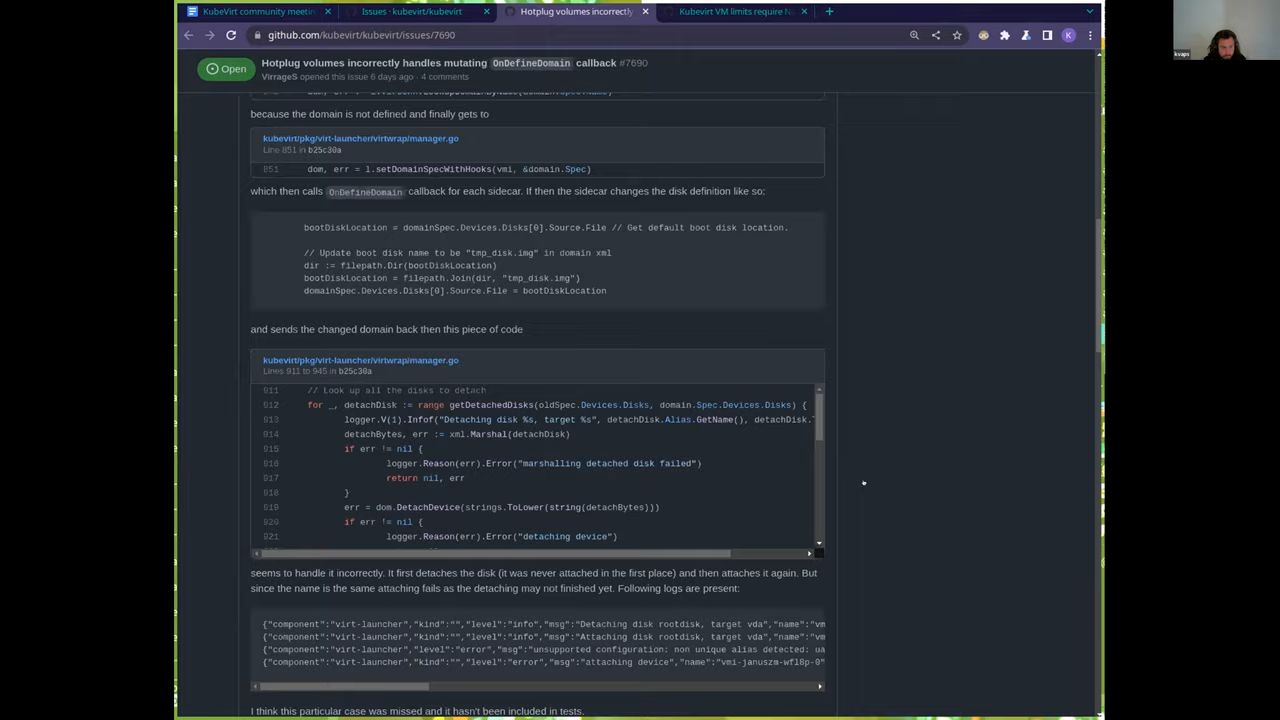 KubeVirt community meetin
Issues · kubevirt/kubevirt
Hotplug volumes incorrectly
Kubevirt VM limits require N
github.com/kubevirt/kubevirt/issues/7690
K
kvaps
Open
Hotplug volumes incorrectly handles mutating OnDefineDomain callback #7690
VirrageS opened this issue 6 days ago · 4 comments
because the domain is not defined and finally gets to
kubevirt/pkg/virt-launcher/virtwrap/manager.go
Line 851 in b25c30a
851 dom, err = l.setDomainSpecWithHooks(vmi, &domain.Spec)
which then calls OnDefineDomain callback for each sidecar. If then the sidecar changes the disk definition like so:
bootDiskLocation = domainSpec.Devices.Disks[0].Source.File // Get default boot disk location.
// Update boot disk name to be "tmp_disk.img" in domain xml
dir := filepath.Dir(bootDiskLocation)
bootDiskLocation = filepath.Join(dir, "tmp_disk.img")
domainSpec.Devices.Disks[0].Source.File = bootDiskLocation
and sends the changed domain back then this piece of code
kubevirt/pkg/virt-launcher/virtwrap/manager.go
Lines 911 to 945 in b25c30a
911 // Look up all the disks to detach
912 for _, detachDisk := range getDetachedDisks(oldSpec.Devices.Disks, domain.Spec.Devices.Disks) {
913 logger.V(1).Infof("Detaching disk %s, target %s", detachDisk.Alias.GetName(), detachDisk.
914 detachBytes, err := xml.Marshal(detachDisk)
915 if err != nil {
916 logger.Reason(err).Error("marshalling detached disk failed")
917 return nil, err
918 }
919 err = dom.DetachDevice(strings.ToLower(string(detachBytes)))
920 if err != nil {
921 logger.Reason(err).Error("detaching device")
seems to handle it incorrectly. It first detaches the disk (it was never attached in the first place) and then attaches it again. But
since the name is the same attaching fails as the detaching may not finished yet. Following logs are present:
{"component":"virt-launcher","kind":"","level":"info","msg":"Detaching disk rootdisk, target vda","name":"vm
{"component":"virt-launcher","kind":"","level":"info","msg":"Attaching disk rootdisk, target vda","name":"vm
{"component":"virt-launcher","level":"error","msg":"unsupported configuration: non unique alias detected: ua
{"component":"virt-launcher","kind":"","level":"error","msg":"attaching device","name":"vmi-januszm-wfl8p-0"
I think this particular case was missed and it hasn't been included in tests.